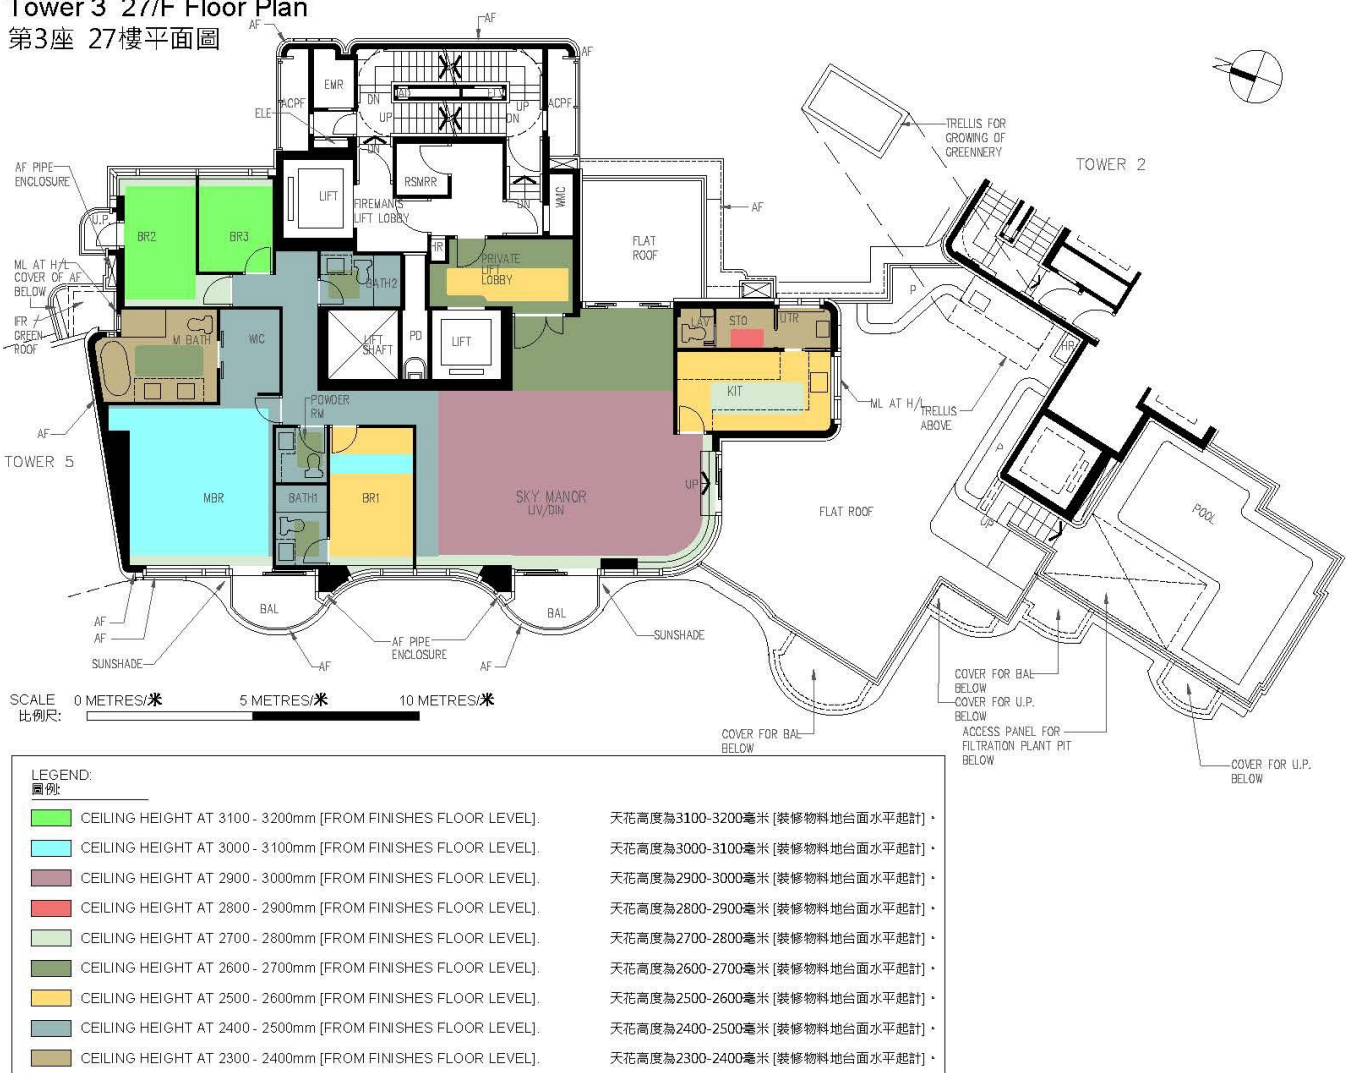 Tower 3 27/F Floor Plan
第3座 27樓平面圖
AF
AF
AF
EMR
ACPF
ACPF
ELE
DN
UP
AD
ELV
UP
DN
DN
AF PIPE
ENCLOSURE
LIFT
FIREMAN'S
LIFT LOBBY
RSMRR
DN
WMC
HR
U.P.
BR2
BR3
AF
FLAT
ROOF
TRELLIS FOR
GROWING OF
GREENNERY
TOWER 2
ML AT H/L
COVER OF AF
BELOW
IFR
GREEN
ROOF
BATH2
PRIVATE
LIFT
LOBBY
M BATH
WIC
LIFT
SHAFT
PD
LIFT
LAV
STO
UTR
KIT
P
HR
ML AT H/L
TRELLIS
ABOVE
AF
TOWER 5
POWDER
RM
MBR
BATH1
BR1
SKY MANOR
LIV/DIN
UP
FLAT ROOF
P
UP
POOL
BAL
BAL
AF
AF
SUNSHADE
AF
AF PIPE
ENCLOSURE
AF
SUNSHADE
COVER FOR BAL
BELOW
COVER FOR BAL
BELOW
COVER FOR U.P.
BELOW
ACCESS PANEL FOR
FILTRATION PLANT PIT
BELOW
COVER FOR U.P.
BELOW
SCALE 0 METRES/米 5 METRES/米 10 METRES/米
比例尺:
LEGEND:
圖例:
CEILING HEIGHT AT 3100 - 3200mm [FROM FINISHES FLOOR LEVEL]. 天花高度為3100-3200毫米 [裝修物料地台面水平起計]。
CEILING HEIGHT AT 3000 - 3100mm [FROM FINISHES FLOOR LEVEL]. 天花高度為3000-3100毫米 [裝修物料地台面水平起計]。
CEILING HEIGHT AT 2900 - 3000mm [FROM FINISHES FLOOR LEVEL]. 天花高度為2900-3000毫米 [裝修物料地台面水平起計]。
CEILING HEIGHT AT 2800 - 2900mm [FROM FINISHES FLOOR LEVEL]. 天花高度為2800-2900毫米 [裝修物料地台面水平起計]。
CEILING HEIGHT AT 2700 - 2800mm [FROM FINISHES FLOOR LEVEL]. 天花高度為2700-2800毫米 [裝修物料地台面水平起計]。
CEILING HEIGHT AT 2600 - 2700mm [FROM FINISHES FLOOR LEVEL]. 天花高度為2600-2700毫米 [裝修物料地台面水平起計]。
CEILING HEIGHT AT 2500 - 2600mm [FROM FINISHES FLOOR LEVEL]. 天花高度為2500-2600毫米 [裝修物料地台面水平起計]。
CEILING HEIGHT AT 2400 - 2500mm [FROM FINISHES FLOOR LEVEL]. 天花高度為2400-2500毫米 [裝修物料地台面水平起計]。
CEILING HEIGHT AT 2300 - 2400mm [FROM FINISHES FLOOR LEVEL]. 天花高度為2300-2400毫米 [裝修物料地台面水平起計]。